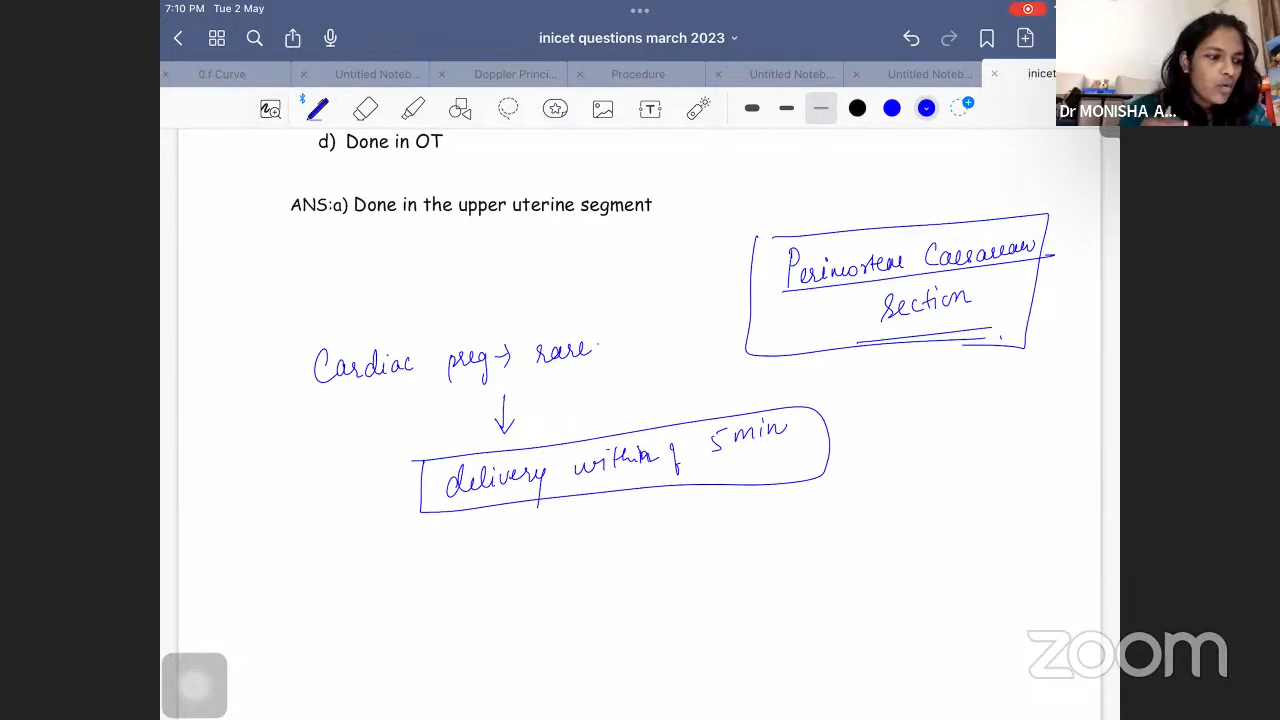 7:10 PM Tue 2 May
inicet questions march 2023
0.f Curve
Untitled Noteb...
Doppler Princi...
Procedure
Untitled Noteb...
Untitled Noteb...
inicet
Dr MONISHA A...
d) Done in OT
ANS:a) Done in the upper uterine segment
Perimortem Caesarean
Section
Cardiac preg → rare
delivery within of 5 min
zoom